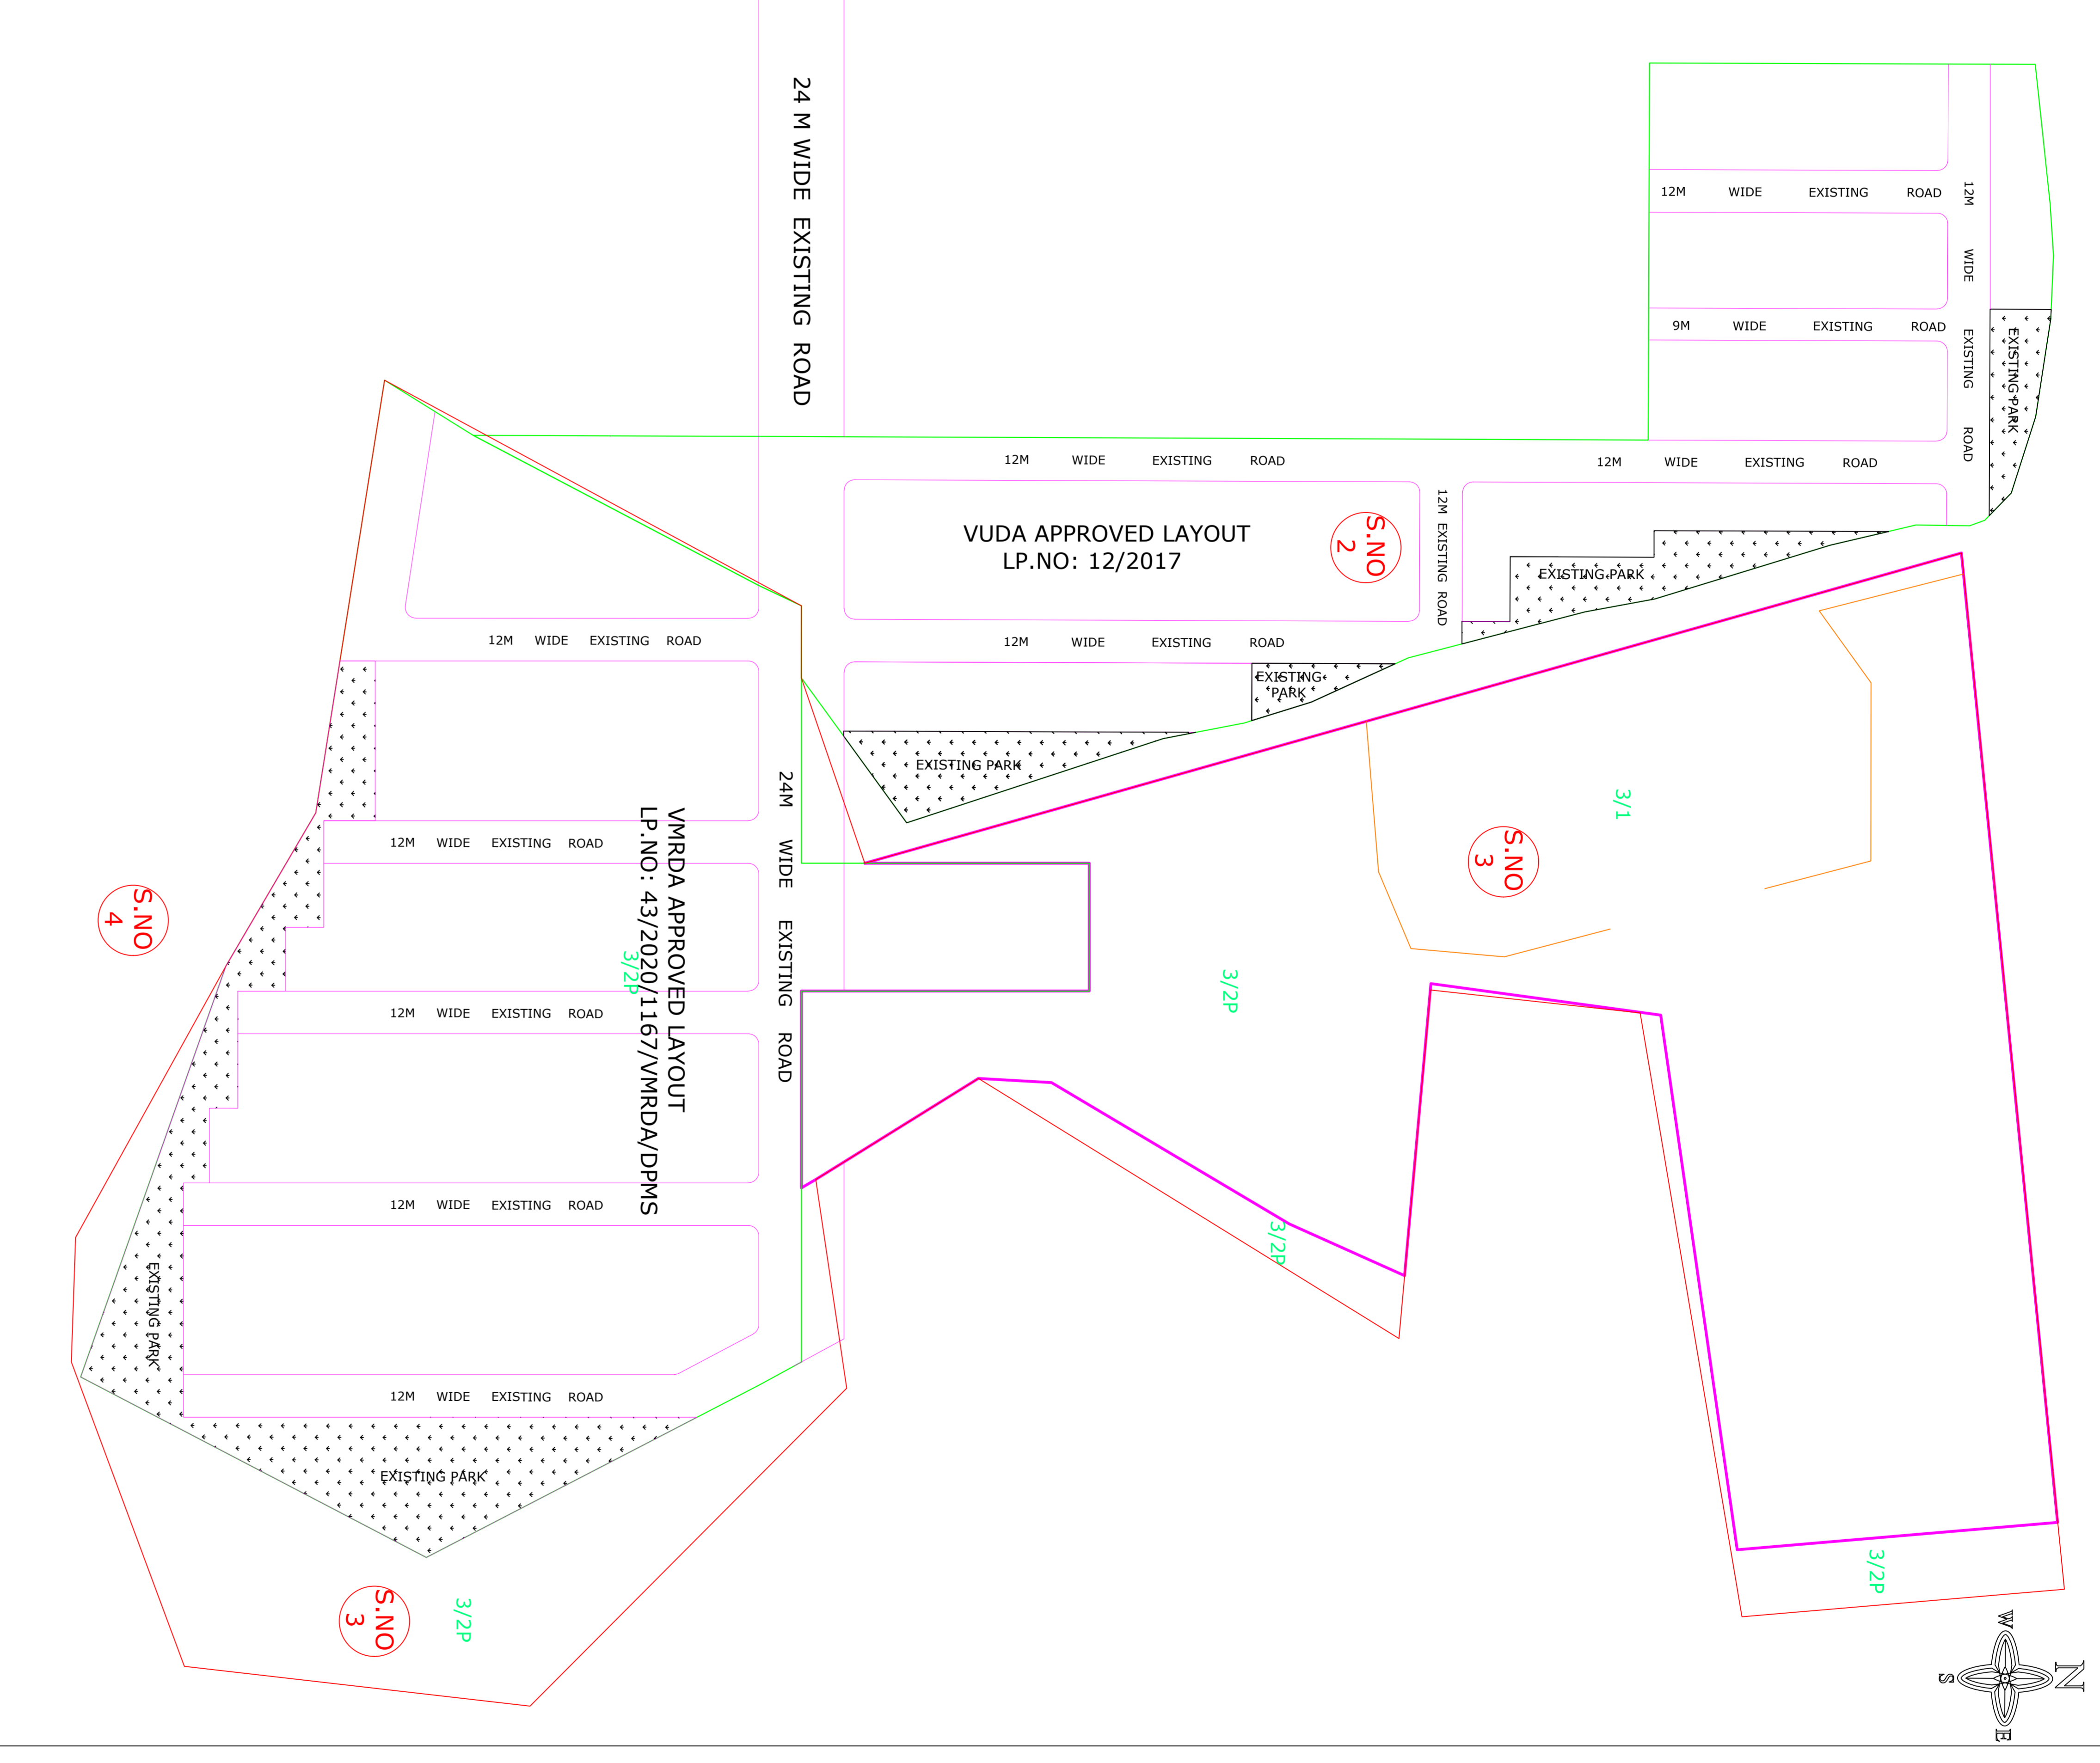 24 M WIDE EXISTING ROAD
12M WIDE EXISTING ROAD
12M WIDE EXISTING ROAD
9M WIDE EXISTING ROAD
EXISTING PARK
12M WIDE EXISTING ROAD
12M WIDE EXISTING ROAD
12M EXISTING ROAD
VUDA APPROVED LAYOUT
LP.NO: 12/2017
S.NO
2
EXISTING PARK
12M WIDE EXISTING ROAD
12M WIDE EXISTING ROAD
EXISTING
PARK
EXISTING PARK
3/1
S.NO
3
24M WIDE EXISTING ROAD
VMRDA APPROVED LAYOUT
LP.NO: 43/2020/1167/VMRDA/DPMS
12M WIDE EXISTING ROAD
S.NO
4
3/2P
3/2P
12M WIDE EXISTING ROAD
12M WIDE EXISTING ROAD
3/2P
EXISTING PARK
12M WIDE EXISTING ROAD
EXISTING PARK
3/2P
S.NO
3
3/2P
W
N
S
E